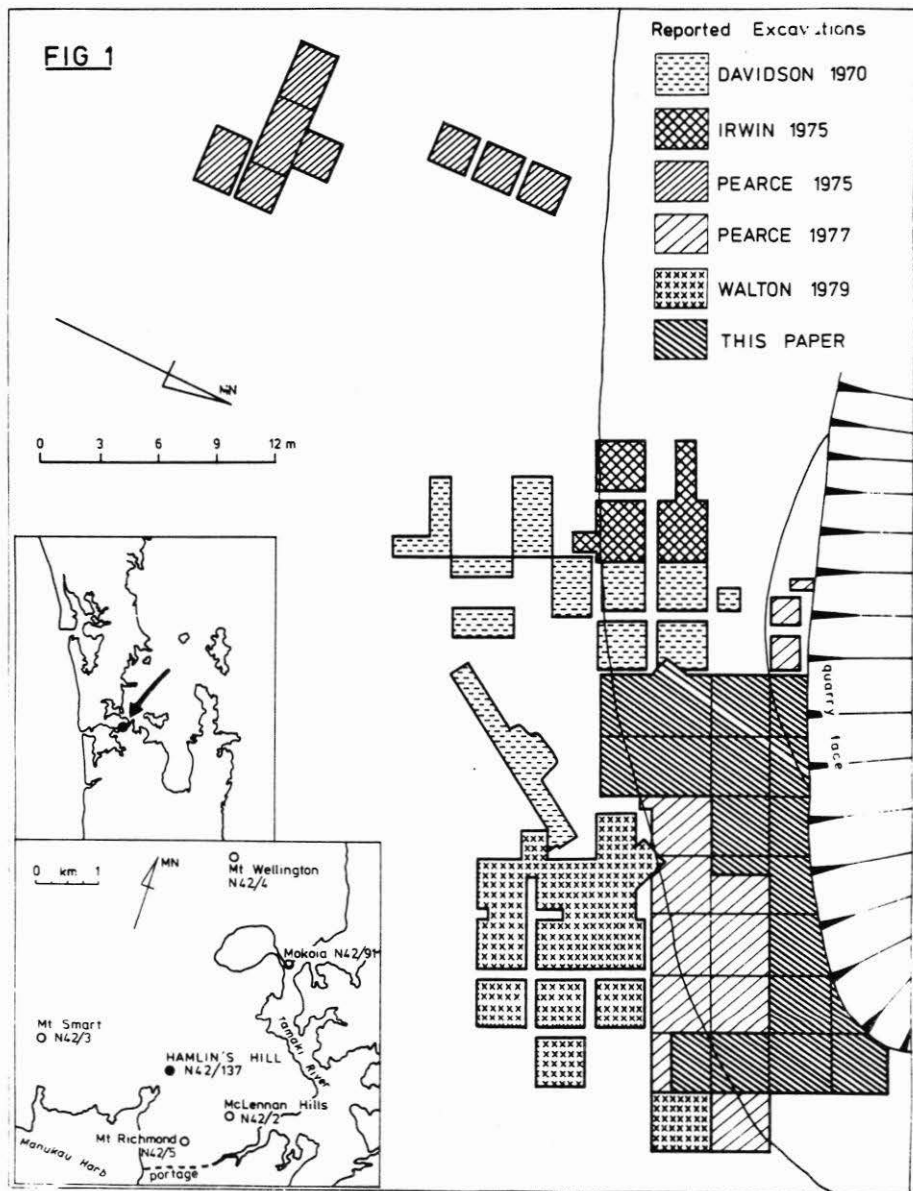 FIG 1
Reported Excavations
DAVIDSON 1970
IRWIN 1975
PEARCE 1975
PEARCE 1977
WALTON 1979
THIS PAPER
MN
0 3 6 9 12 m
quarry face
0 km 1
MN
Mt Wellington
N42/4
Mokoia N42/91
Mt Smart
N42/3
Tamaki River
HAMLIN'S HILL
N42/137
McLennan Hills
N42/2
Mt Richmond
N42/5
Manukau Harb
portage